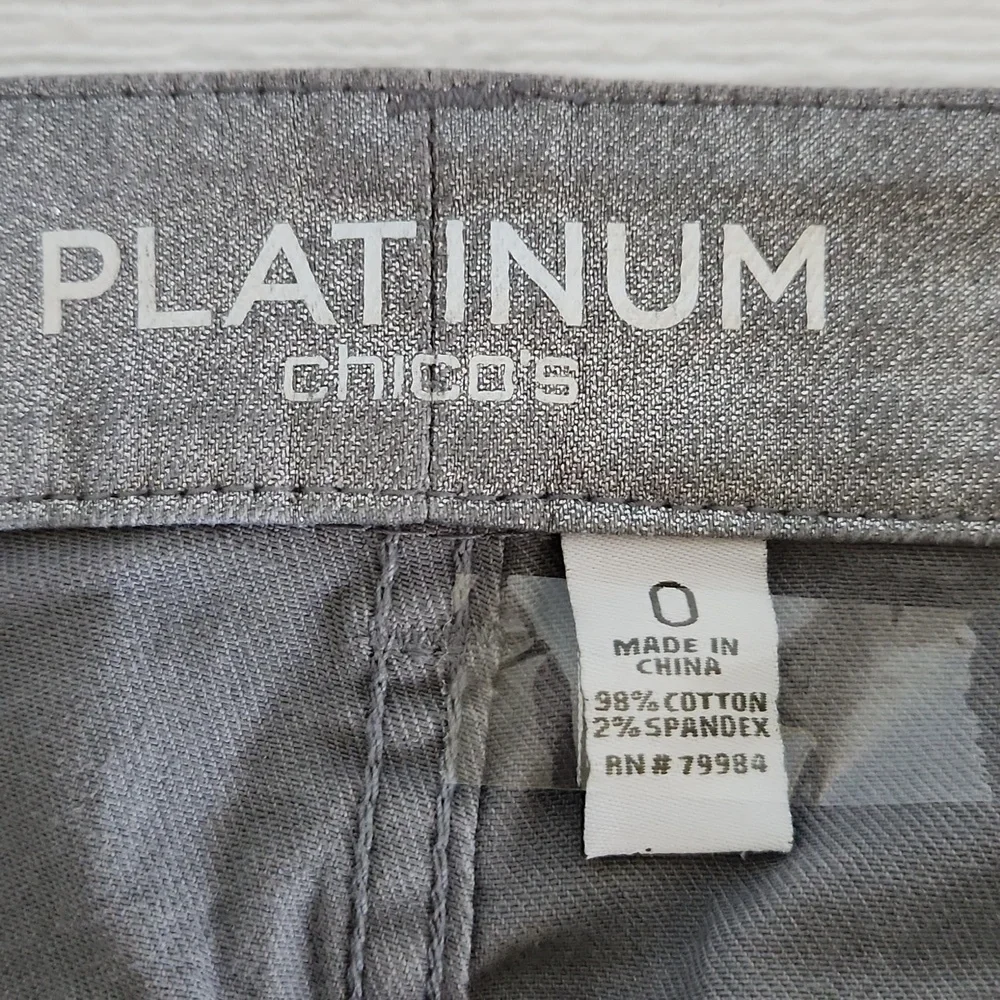 PLATINUM
chico's
0
MADE IN
CHINA
98% COTTON
2% SPANDEX
RN # 79984